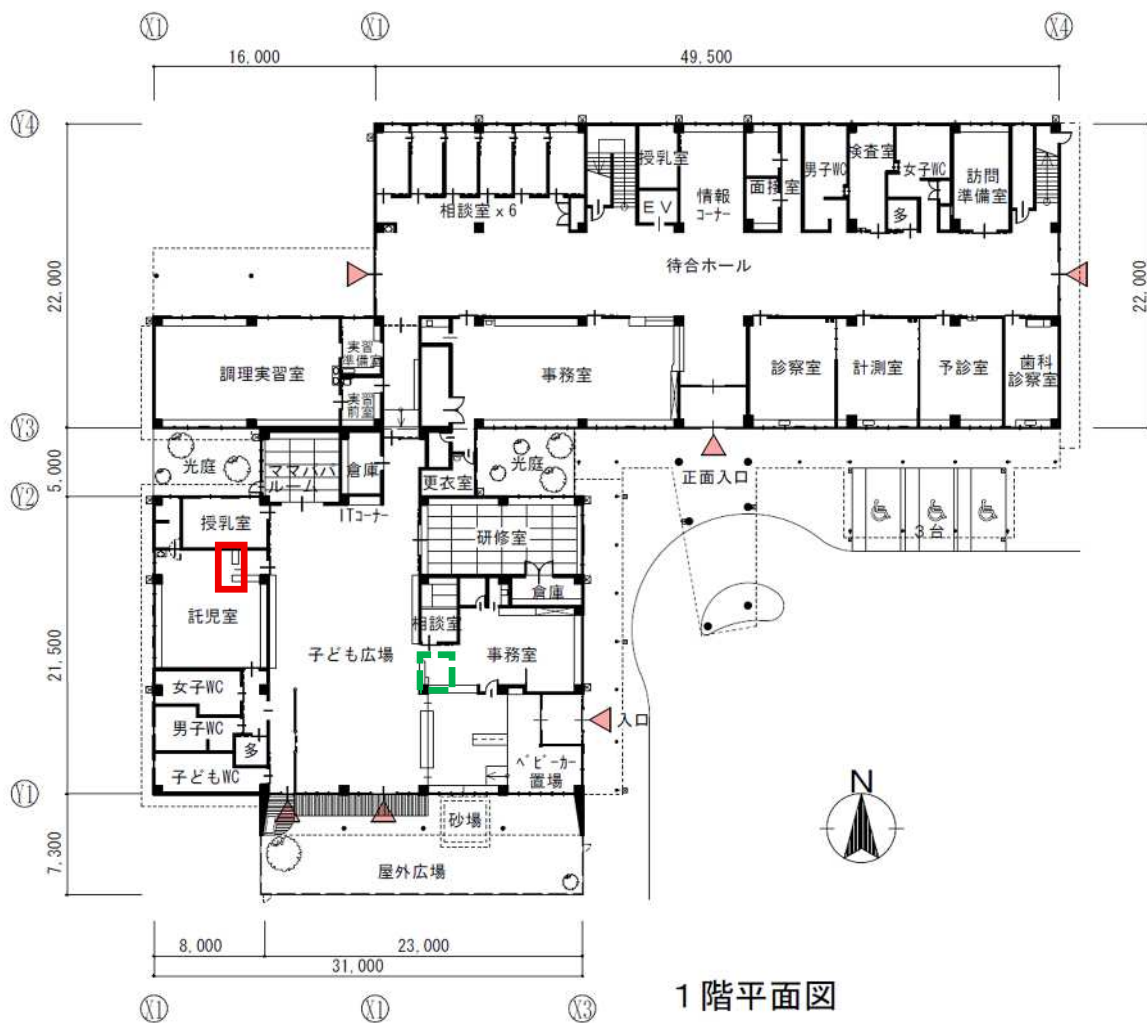 X1
X1
X4
16,000
49,500
Y4
22,000
22,000
相談室x6
授乳室
EV
情報
コーナー
面接室
男子WC
検査室
女子WC
多
訪問
準備室
待合ホール
調理実習室
実習
準備室
実習
前室
事務室
診察室
計測室
予診室
歯科
診察室
Y3
5,000
光庭
ママパパ
ルーム
倉庫
更衣室
光庭
正面入口
Y2
ITコーナー
授乳室
研修室
3台
倉庫
託児室
相談室
21,500
子ども広場
事務室
女子WC
男子WC
多
入口
子どもWC
ベビーカー
置場
Y1
N
砂場
7,300
屋外広場
8,000
23,000
31,000
X1
X1
X3
1階平面図